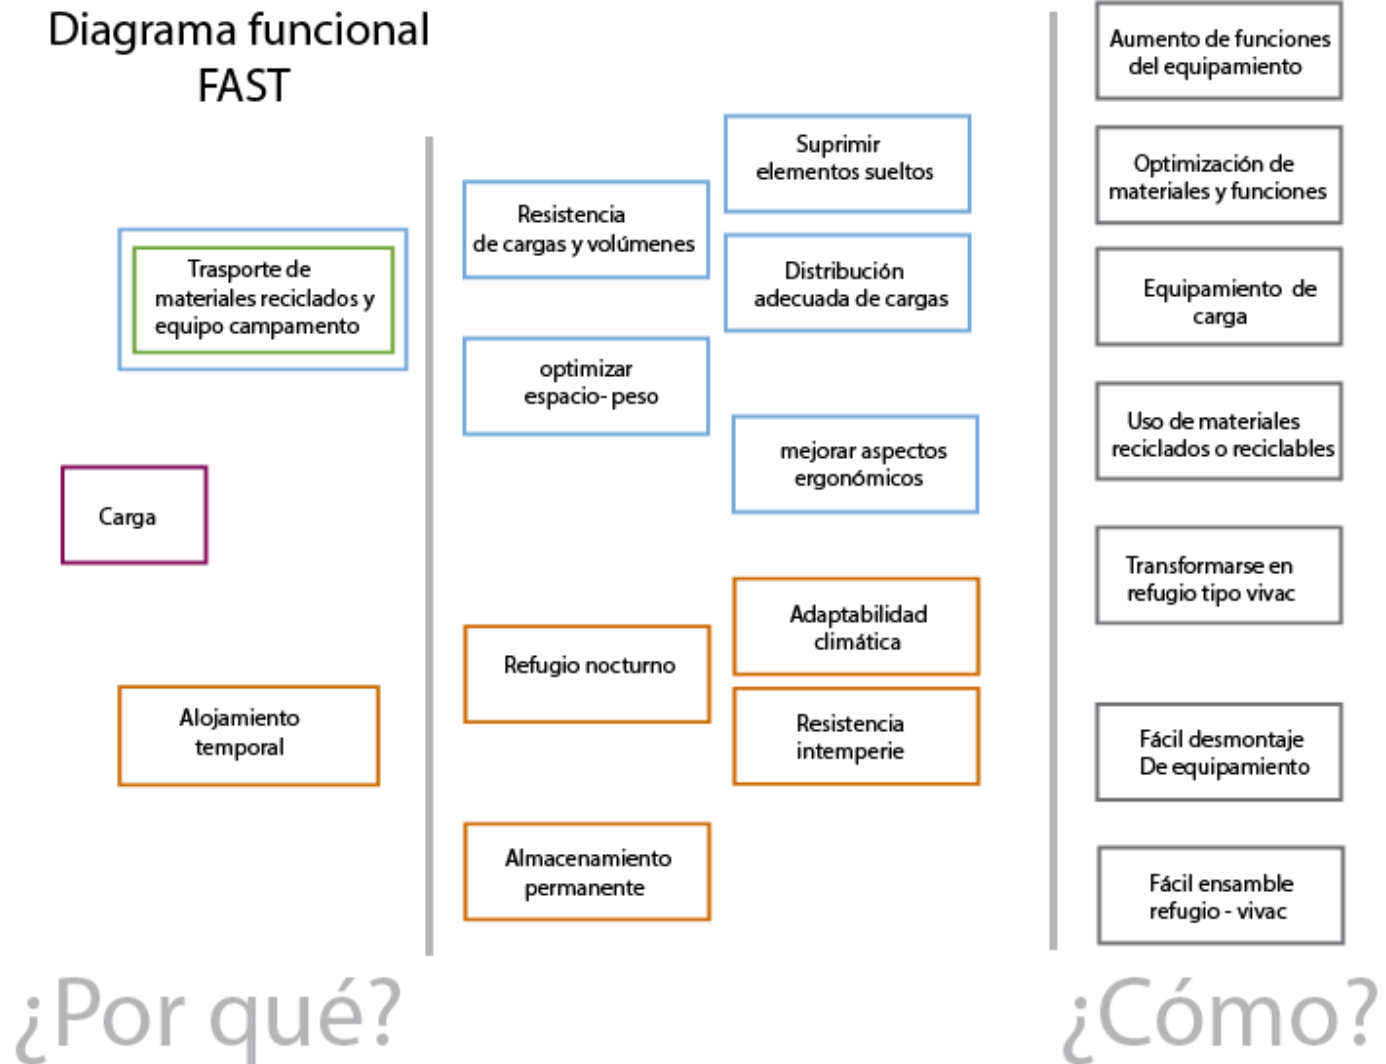 Diagrama funcional
FAST
Trasporte de
materiales reciclados y
equipo campamento
Carga
Alojamiento
temporal
Resistencia
de cargas y volúmenes
optimizar
espacio- peso
Refugio nocturno
Almacenamiento
permanente
Suprimir
elementos sueltos
Distribución
adecuada de cargas
mejorar aspectos
ergonómicos
Adaptabilidad
climática
Resistencia
intemperie
Aumento de funciones
del equipamiento
Optimización de
materiales y funciones
Equipamiento de
carga
Uso de materiales
reciclados o reciclables
Transformarse en
refugio tipo vivac
Fácil desmontaje
De equipamiento
Fácil ensamble
refugio - vivac
¿Por qué?
¿Cómo?